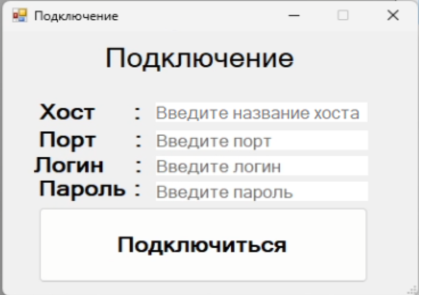 Подключение
Подключение
Хост : Введите название хоста
Порт : Введите порт
Логин : Введите логин
Пароль : Введите пароль
Подключиться